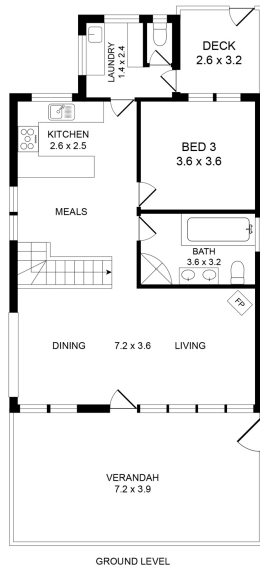 DECK
2.6 x 3.2
LAUNDRY
1.4 x 2.4
KITCHEN
2.6 x 2.5
BED 3
3.6 x 3.6
MEALS
BATH
3.6 x 3.2
FP
DINING 7.2 x 3.6 LIVING
VERANDAH
7.2 x 3.9
GROUND LEVEL